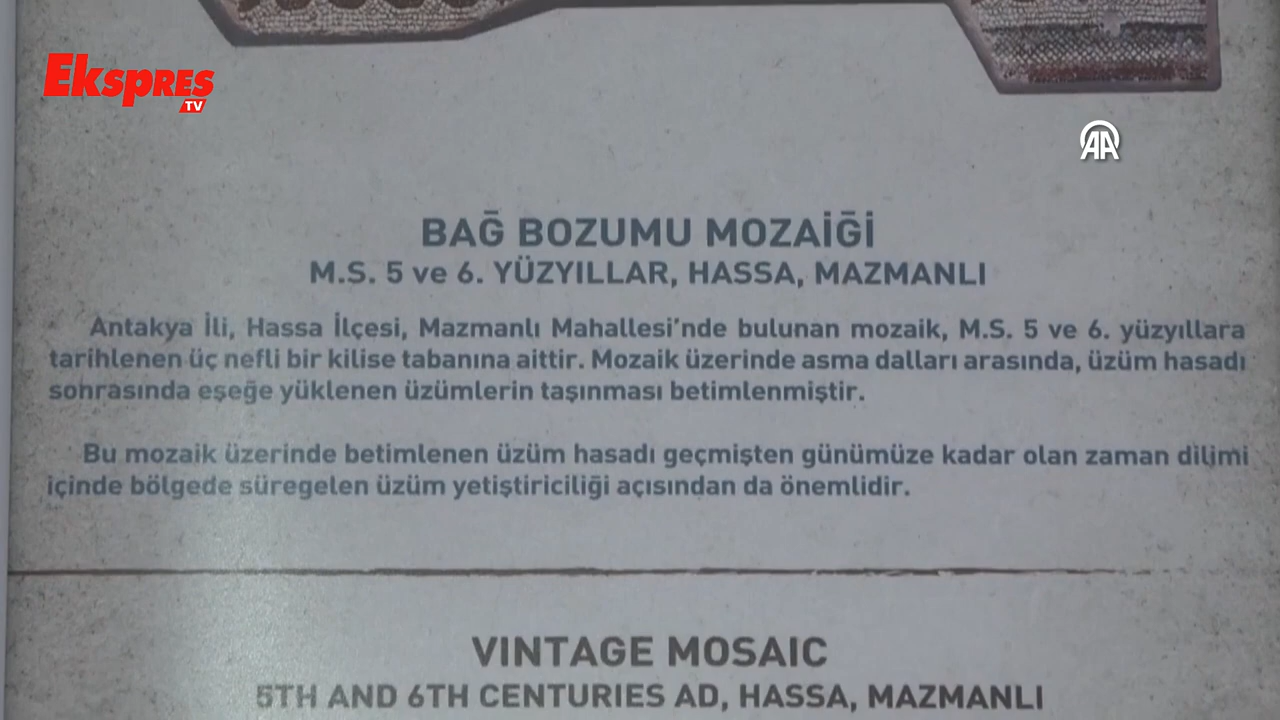 Ekspres
TV
AA
BAĞ BOZUMU MOZAİĞİ
M.S. 5 ve 6. YÜZYILLAR, HASSA, MAZMANLI
Antakya İli, Hassa İlçesi, Mazmanlı Mahallesi'nde bulunan mozaik, M.S. 5 ve 6. yüzyıllara
tarihlenen üç nefli bir kilise tabanına aittir. Mozaik üzerinde asma dalları arasında, üzüm hasadı
sonrasında eşeğe yüklenen üzümlerin taşınması betimlenmiştir.
Bu mozaik üzerinde betimlenen üzüm hasadı geçmişten günümüze kadar olan zaman dilimi
içinde bölgede süregelen üzüm yetiştiriciliği açısından da önemlidir.
VINTAGE MOSAIC
5TH AND 6TH CENTURIES AD, HASSA, MAZMANLI